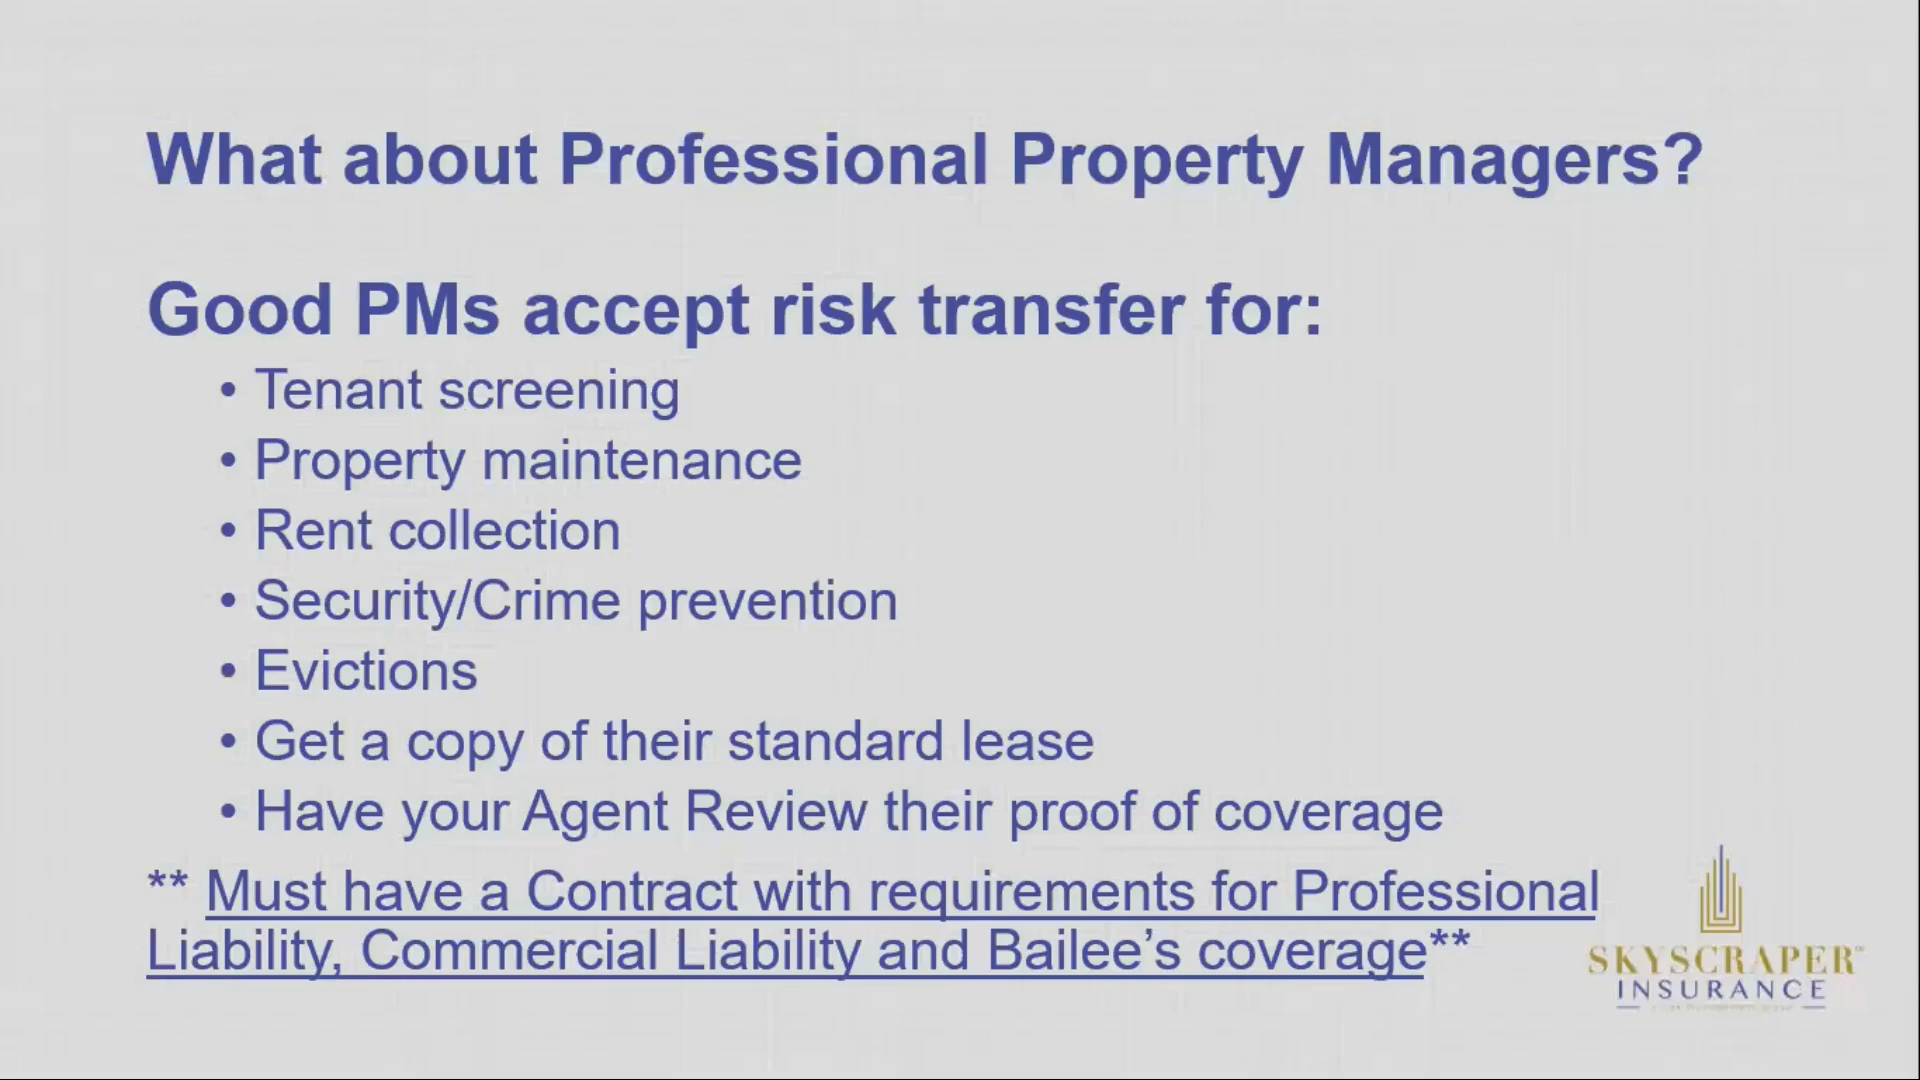 What about Professional Property Managers?
Good PMs accept risk transfer for:
• Tenant screening
• Property maintenance
• Rent collection
• Security/Crime prevention
• Evictions
• Get a copy of their standard lease
• Have your Agent Review their proof of coverage
** Must have a Contract with requirements for Professional
Liability, Commercial Liability and Bailee’s coverage**
SKYSCRAPER
INSURANCE